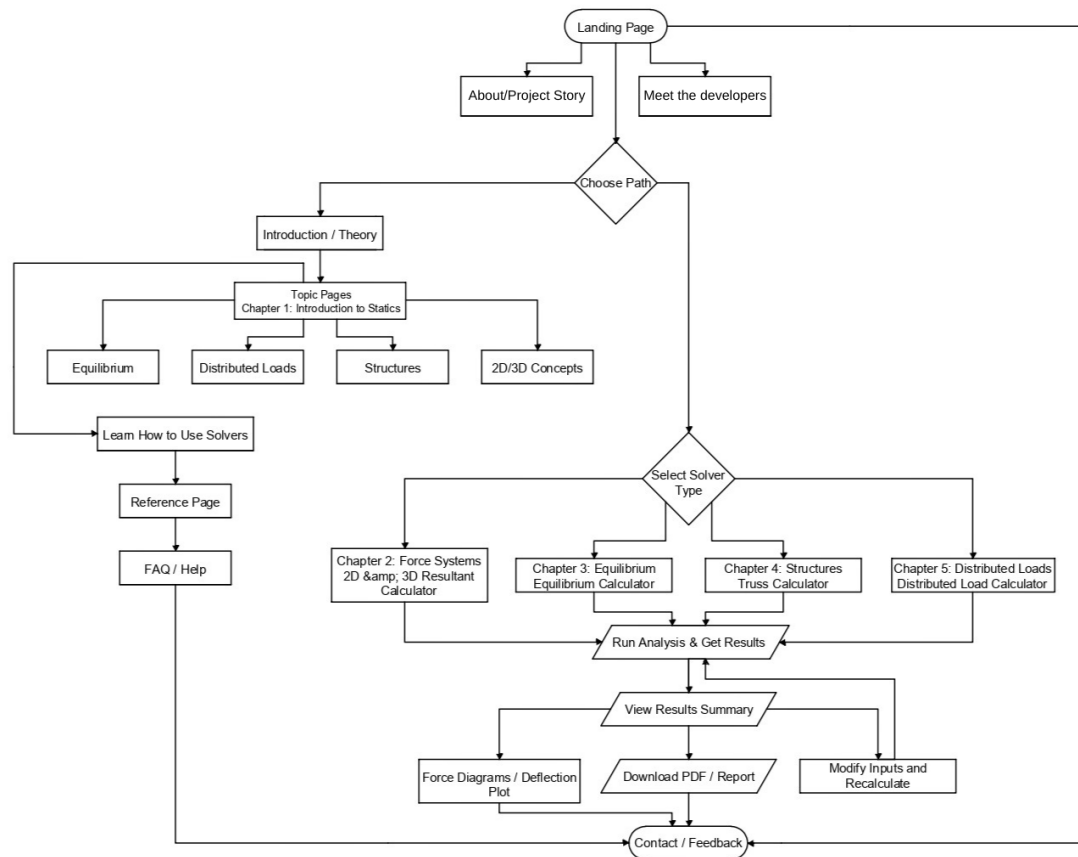 Landing Page
About/Project Story
Meet the developers
Choose Path
Introduction / Theory
Topic Pages
Chapter 1: Introduction to Statics
Equilibrium
Distributed Loads
Structures
2D/3D Concepts
Learn How to Use Solvers
Reference Page
FAQ / Help
Select Solver
Type
Chapter 2: Force Systems
2D &amp; 3D Resultant
Calculator
Chapter 3: Equilibrium
Equilibrium Calculator
Chapter 4: Structures
Truss Calculator
Chapter 5: Distributed Loads
Distributed Load Calculator
Run Analysis & Get Results
View Results Summary
Force Diagrams / Deflection
Plot
Download PDF / Report
Modify Inputs and
Recalculate
Contact / Feedback